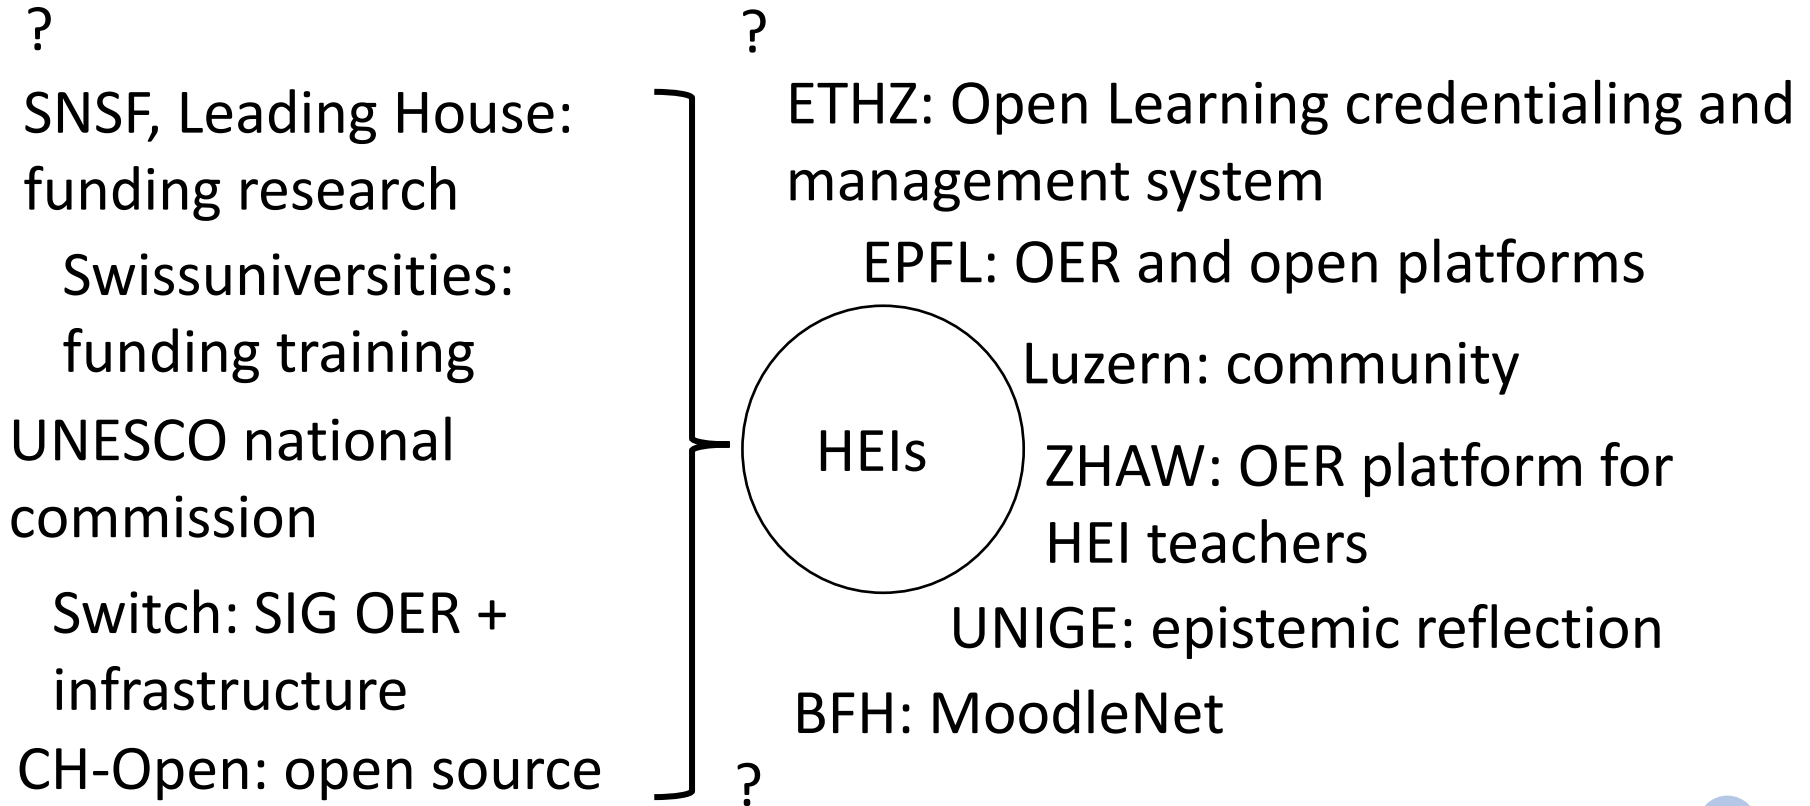 ?
SNSF, Leading House:
funding research
Swissuniversities:
funding training
UNESCO national
commission
Switch: SIG OER +
infrastructure
CH-Open: open source
?
ETHZ: Open Learning credentialing and
management system
EPFL: OER and open platforms
Luzern: community
HEIs
ZHAW: OER platform for
HEI teachers
UNIGE: epistemic reflection
BFH: MoodleNet
?